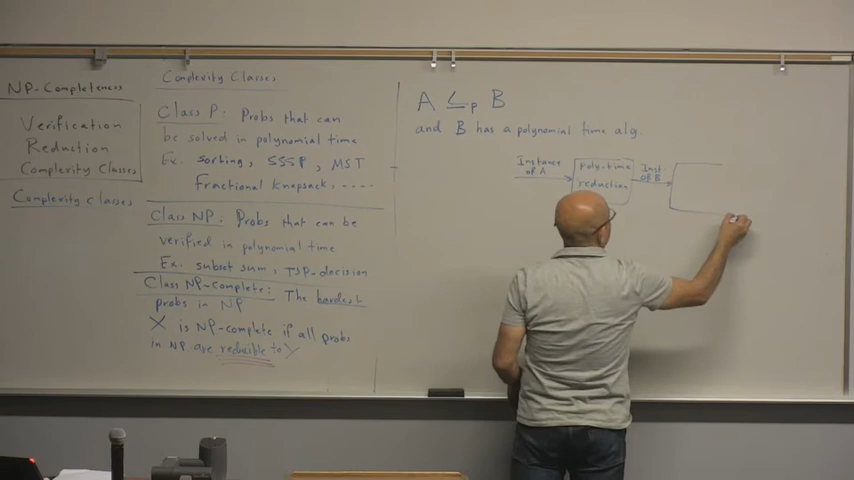 NP-Completeness
Verification
Reduction
Complexity Classes
Complexity Classes
Complexity Classes
Class P: Probs that can
be solved in polynomial time
Ex. sorting, SSSP, MST
Fractional knapsack, ....
Class NP: Probs that can be
verified in polynomial time
Ex. subset sum, TSP-decision
Class NP-complete: The hardest
probs in NP
X is NP-complete if all probs
in NP are reducible to X
A ≤p B
and B has a polynomial time alg.
Instance
of A
poly-time
reduction
Inst.
of B